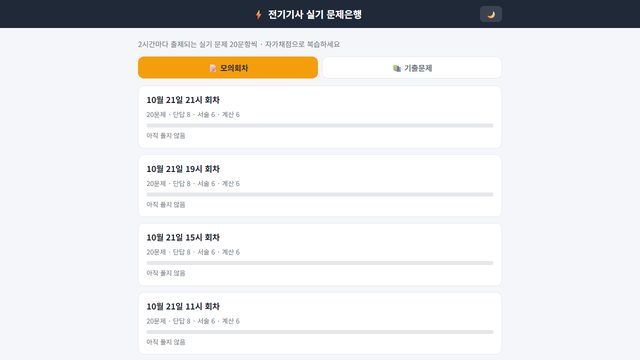 전기기사 실기 문제은행
2시간마다 출제되는 실기 문제 20문항씩 · 자가채점으로 복습하세요
모의회차
기출문제
10월 21일 21시 회차
20문제 · 단답 8 · 서술 6 · 계산 6
아직 풀지 않음
10월 21일 19시 회차
20문제 · 단답 8 · 서술 6 · 계산 6
아직 풀지 않음
10월 21일 15시 회차
20문제 · 단답 8 · 서술 6 · 계산 6
아직 풀지 않음
10월 21일 11시 회차
20문제 · 단답 8 · 서술 6 · 계산 6
아직 풀지 않음